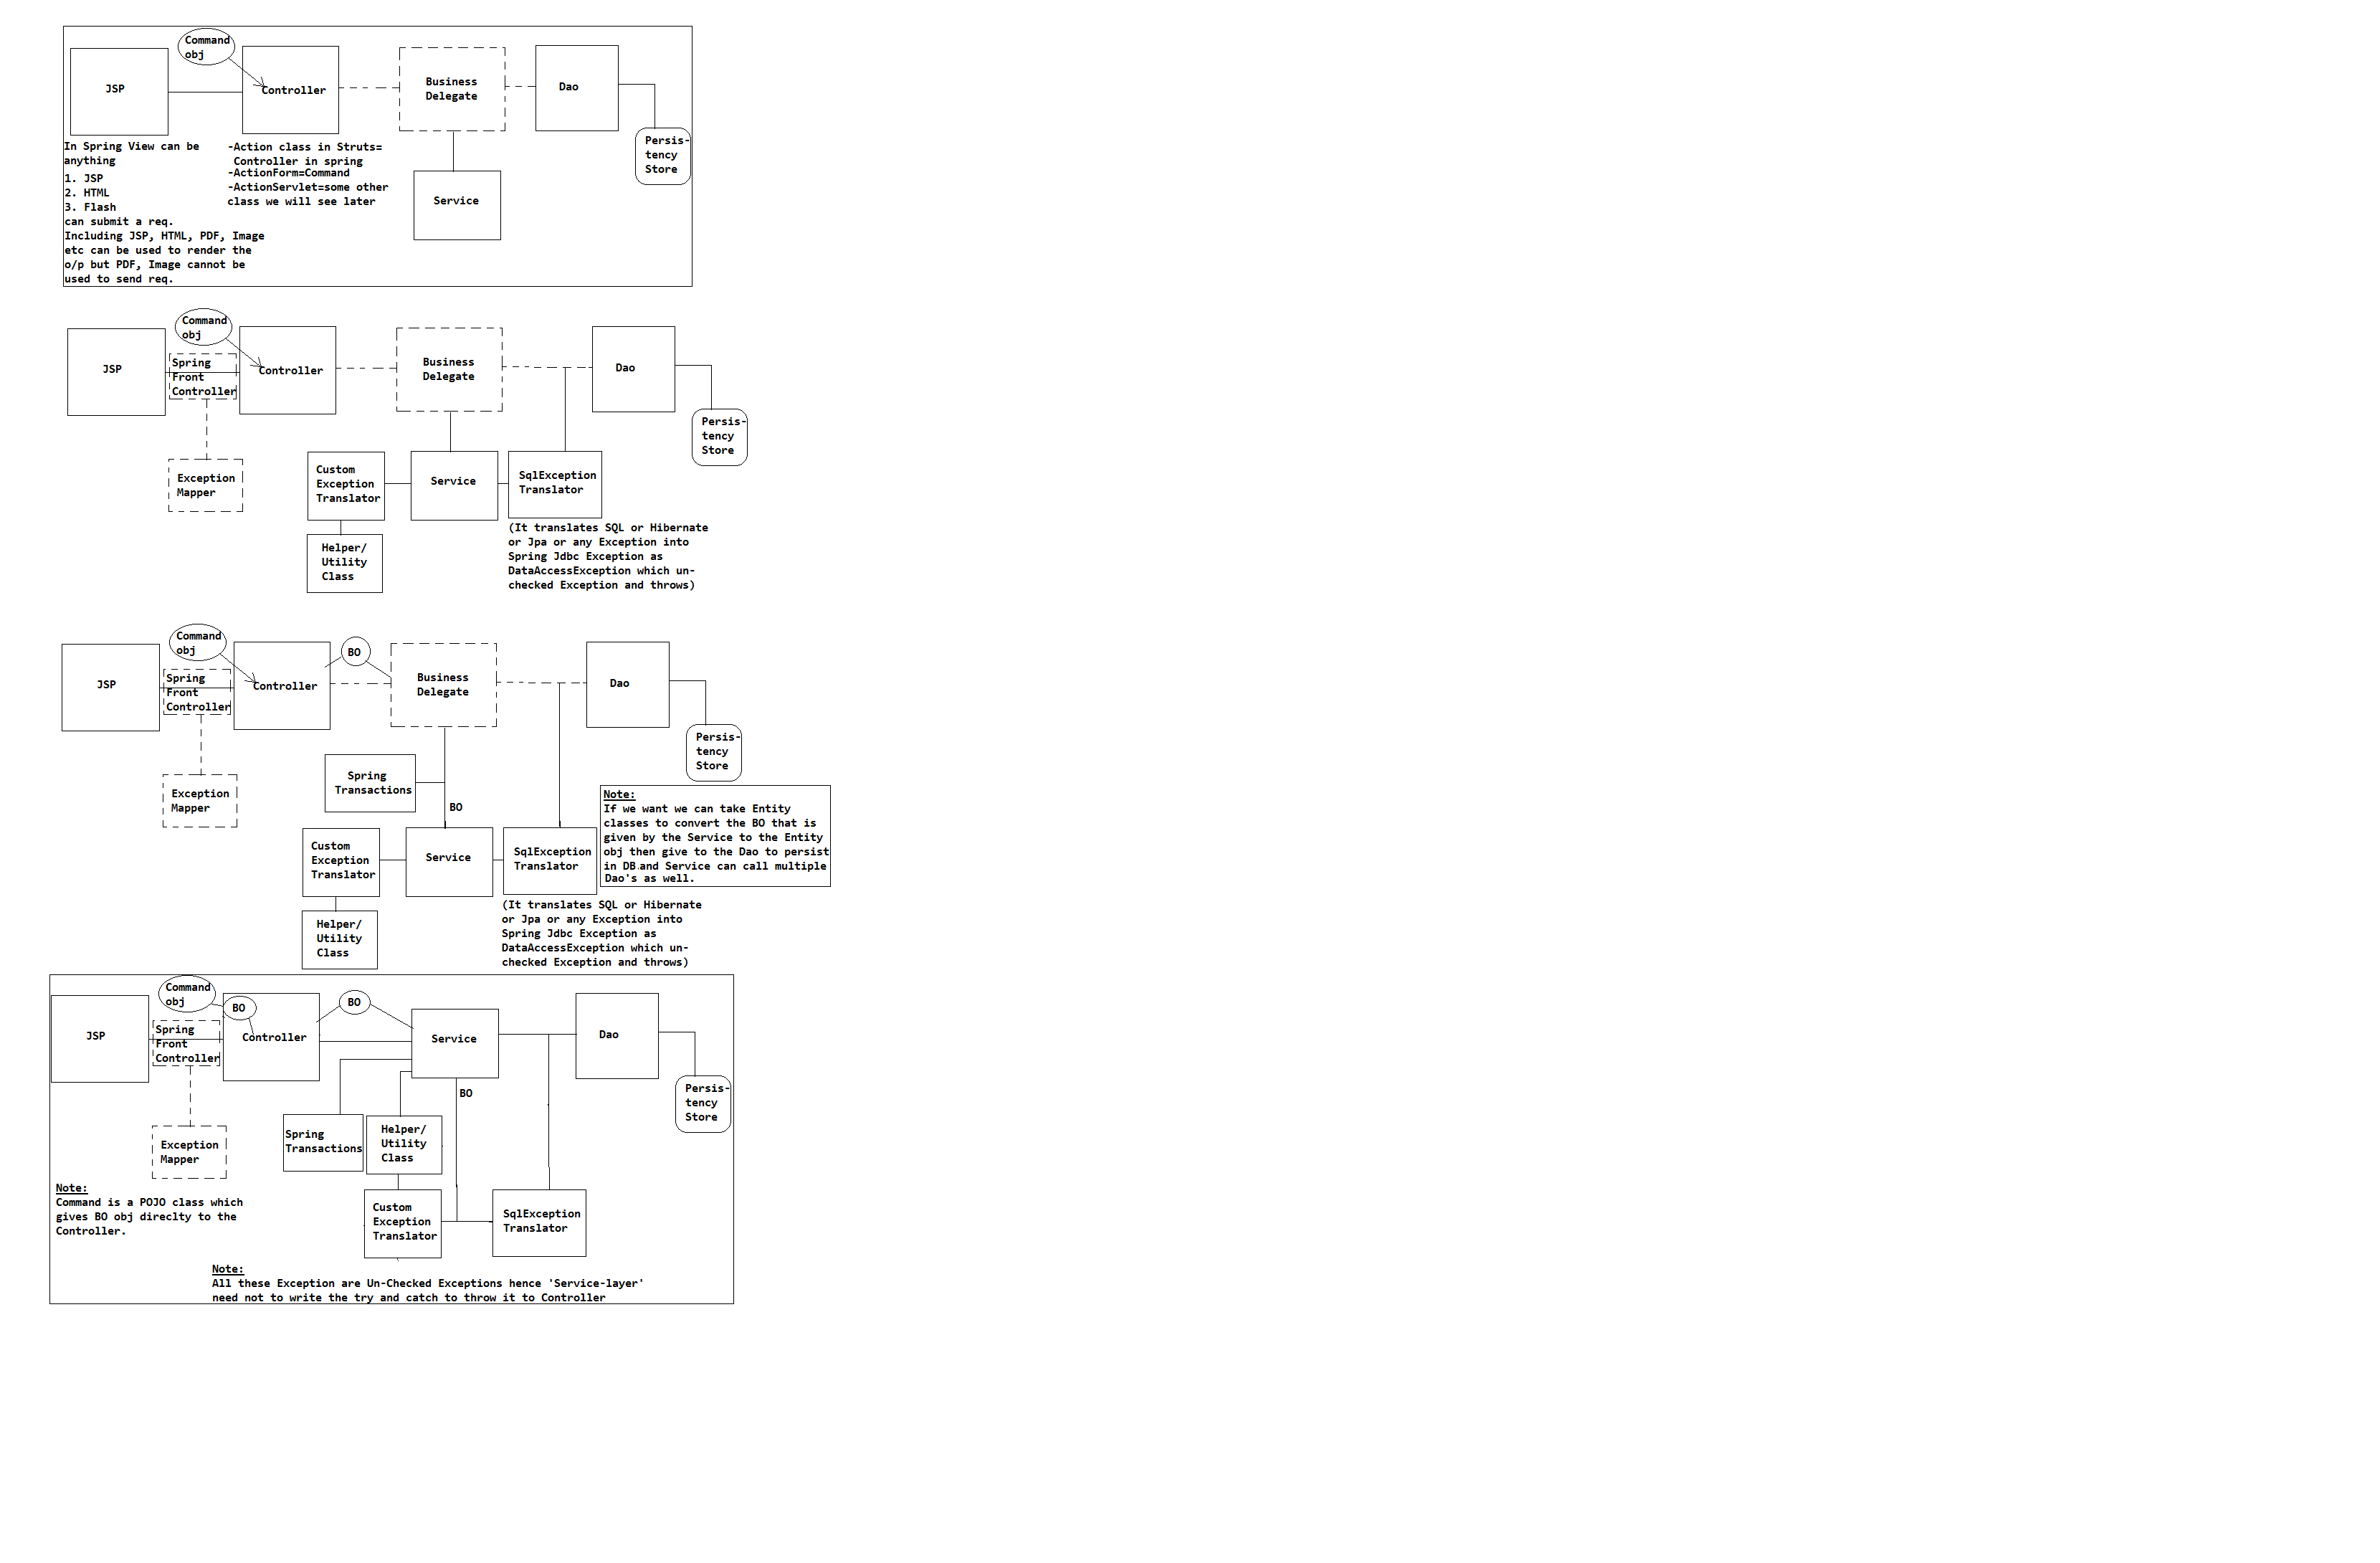 Command
obj
JSP
Controller
Business
Delegate
Dao
Persis-
tency
Store
Service
In Spring View can be
anything
1. JSP
2. HTML
3. Flash
can submit a req.
Including JSP, HTML, PDF, Image
etc can be used to render the
o/p but PDF, Image cannot be
used to send req.
-Action class in Struts=
Controller in spring
-ActionForm=Command
-ActionServlet=some other
class we will see later
Command
obj
JSP
Spring
Front
Controller
Controller
Business
Delegate
Dao
Persis-
tency
Store
Exception
Mapper
Custom
Exception
Translator
Service
SqlException
Translator
Helper/
Utility
Class
(It translates SQL or Hibernate
or Jpa or any Exception into
Spring Jdbc Exception as
DataAccessException which un-
checked Exception and throws)
Command
obj
JSP
Spring
Front
Controller
Controller
BO
Business
Delegate
Dao
Persis-
tency
Store
Exception
Mapper
Spring
Transactions
BO
Note:
If we want we can take Entity
classes to convert the BO that is
given by the Service to the Entity
obj then give to the Dao to persist
in DB.and Service can call multiple
Dao's as well.
Custom
Exception
Translator
Service
SqlException
Translator
Helper/
Utility
Class
(It translates SQL or Hibernate
or Jpa or any Exception into
Spring Jdbc Exception as
DataAccessException which un-
checked Exception and throws)
Command
obj
JSP
Spring
Front
Controller
BO
Controller
BO
Service
Dao
Persis-
tency
Store
BO
Exception
Mapper
Spring
Transactions
Helper/
Utility
Class
Custom
Exception
Translator
SqlException
Translator
Note:
Command is a POJO class which
gives BO obj direclty to the
Controller.
Note:
All these Exception are Un-Checked Exceptions hence 'Service-layer'
need not to write the try and catch to throw it to Controller